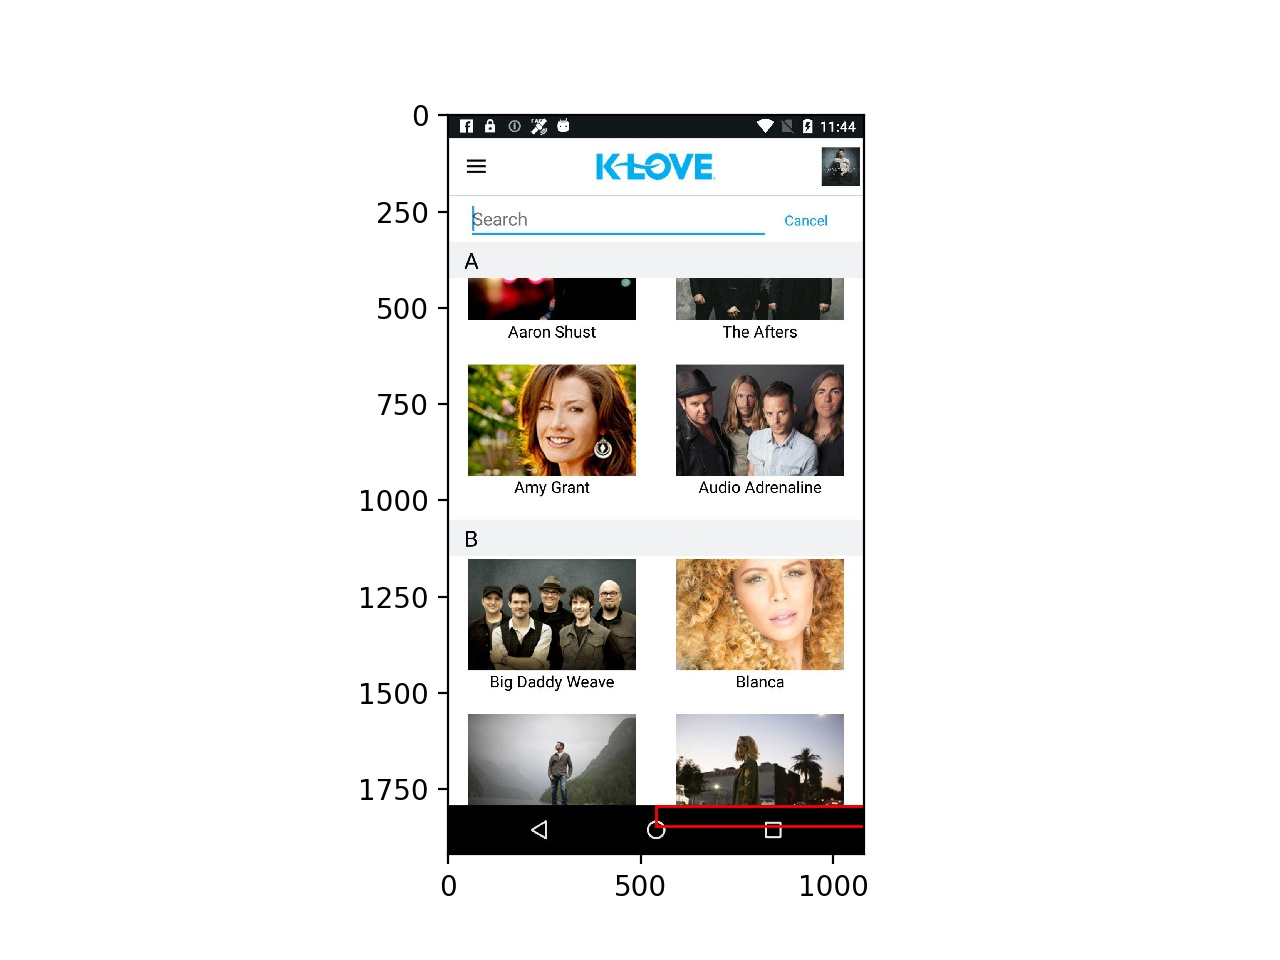 0
250
500
750
1000
1250
1500
1750
11:44
K-LOVE
Search
Cancel
A
Aaron Shust
The Afters
Amy Grant
Audio Adrenaline
B
Big Daddy Weave
Blanca
0
500
1000